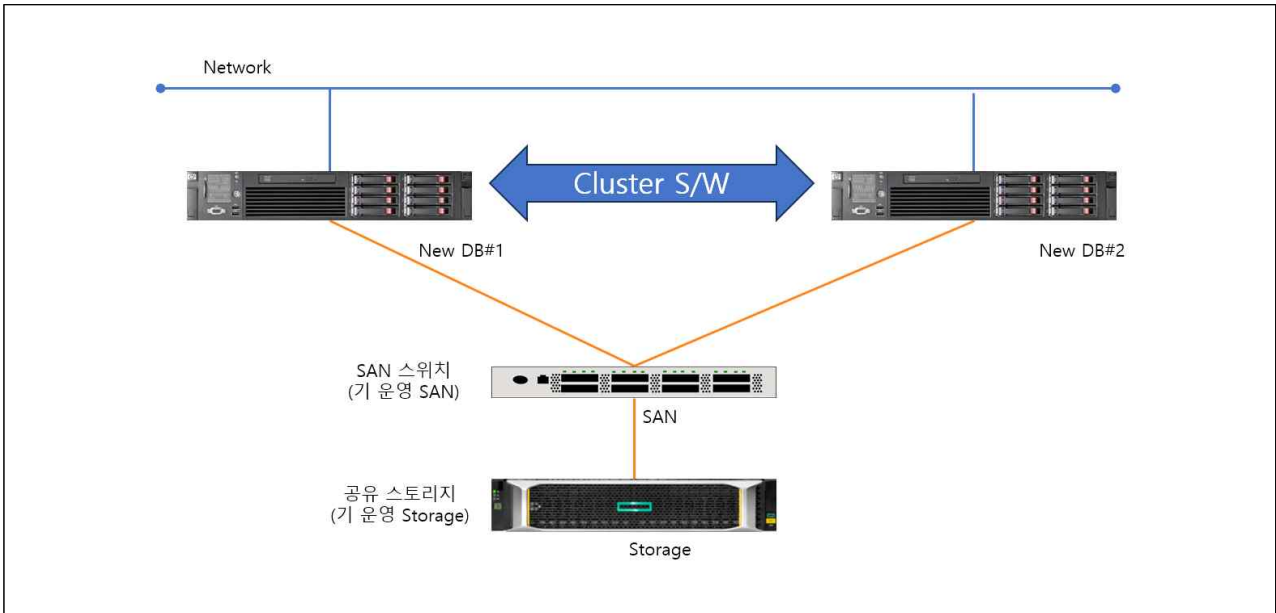 Network
Cluster S/W
New DB#1
New DB#2
SAN 스위치
(기 운영 SAN)
SAN
공유 스토리지
(기 운영 Storage)
Storage